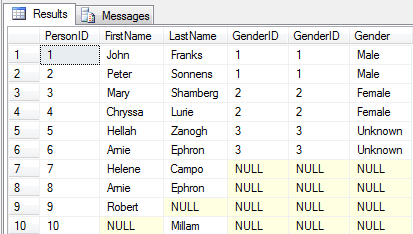 Results Messages
PersonID FirstName LastName GenderID GenderID Gender
1 1 John Franks 1 1 Male
2 2 Peter Sonnens 1 1 Male
3 3 Mary Shamberg 2 2 Female
4 4 Chryssa Lurie 2 2 Female
5 5 Hellah Zanogh 3 3 Unknown
6 6 Amie Ephron 3 3 Unknown
7 7 Helene Campo NULL NULL NULL
8 8 Amie Ephron NULL NULL NULL
9 9 Robert NULL NULL NULL NULL
10 10 NULL Millam NULL NULL NULL